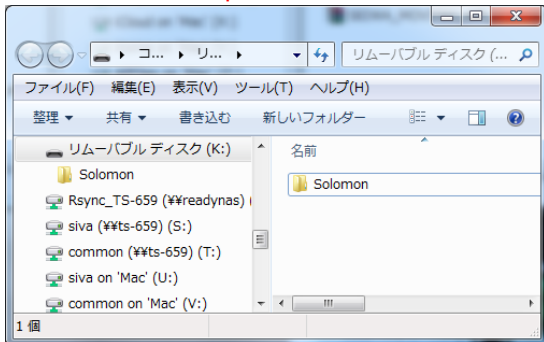 コ... ▸ リ... ▸
リムーバブル ディスク (...
ファイル(F) 編集(E) 表示(V) ツール(T) ヘルプ(H)
整理 共有 書き込む 新しいフォルダー
リムーバブル ディスク (K:)
Solomon
Rsync_TS-659 (¥¥readynas) (
siva (¥¥ts-659) (S:)
common (¥¥ts-659) (T:)
siva on 'Mac' (U:)
common on 'Mac' (V:)
名前
Solomon
1 個